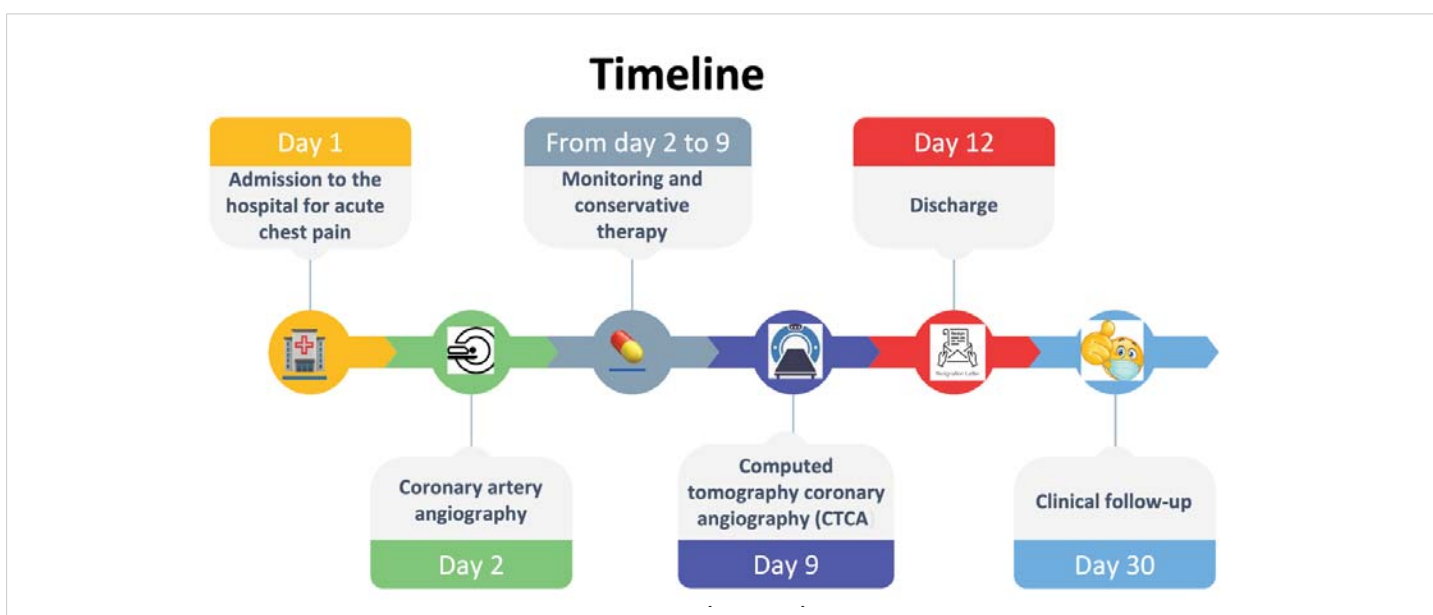 Timeline
Day 1
Admission to the
hospital for acute
chest pain
From day 2 to 9
Monitoring and
conservative
therapy
Day 12
Discharge
Coronary artery
angiography
Day 2
Computed
tomography coronary
angiography (CTCA)
Day 9
Clinical follow-up
Day 30
Resignation Letter